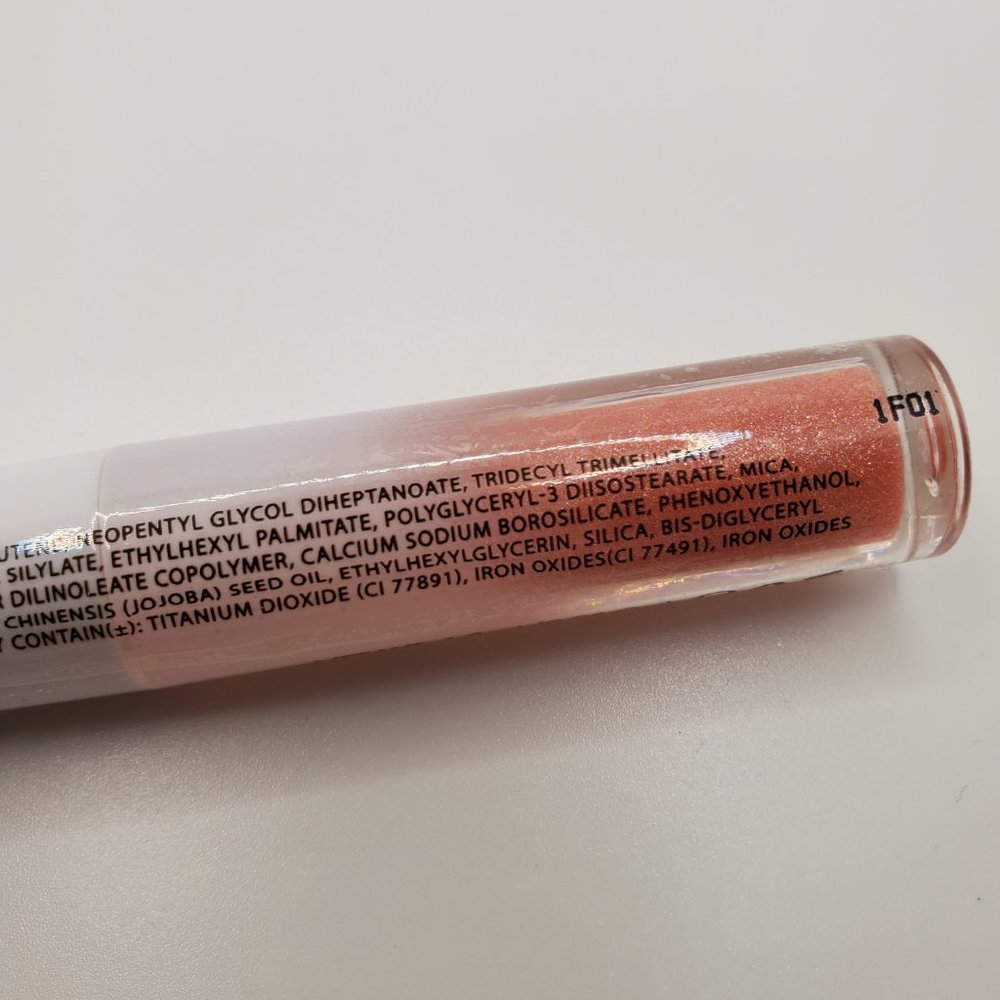 NEOPENTYL GLYCOL DIHEPTANOATE, TRIDECYL TRIMELLITATE,
SILYLATE, ETHYLHEXYL PALMITATE, POLYGLYCERYL-3 DIISOSTEARATE, MICA,
DILINOLEATE COPOLYMER, CALCIUM SODIUM BOROSILICATE, PHENOXYETHANOL,
CHINENSIS (JOJOBA) SEED OIL, ETHYLHEXYLGLYCERIN, SILICA, BIS-DIGLYCERYL
CONTAIN(±): TITANIUM DIOXIDE (CI 77891), IRON OXIDES(CI 77491), IRON OXIDES
1F01